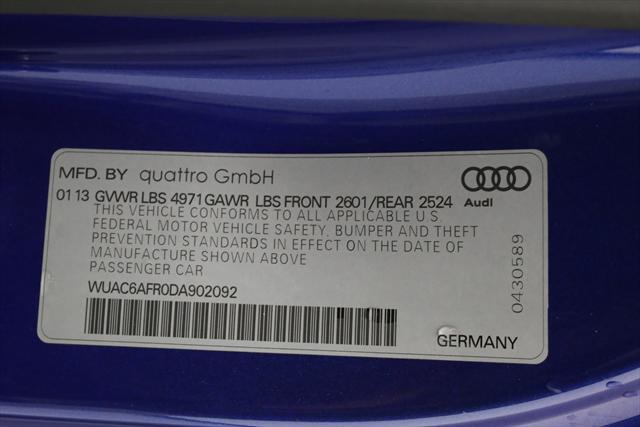 MFD. BY quattro GmbH
Audi
01 13 GVWR LBS 4971 GAWR LBS FRONT 2601/REAR 2524
THIS VEHICLE CONFORMS TO ALL APPLICABLE U.S.
FEDERAL MOTOR VEHICLE SAFETY, BUMPER AND THEFT
PREVENTION STANDARDS IN EFFECT ON THE DATE OF
MANUFACTURE SHOWN ABOVE
PASSENGER CAR
WUAC6AFR0DA902092
GERMANY
0430589